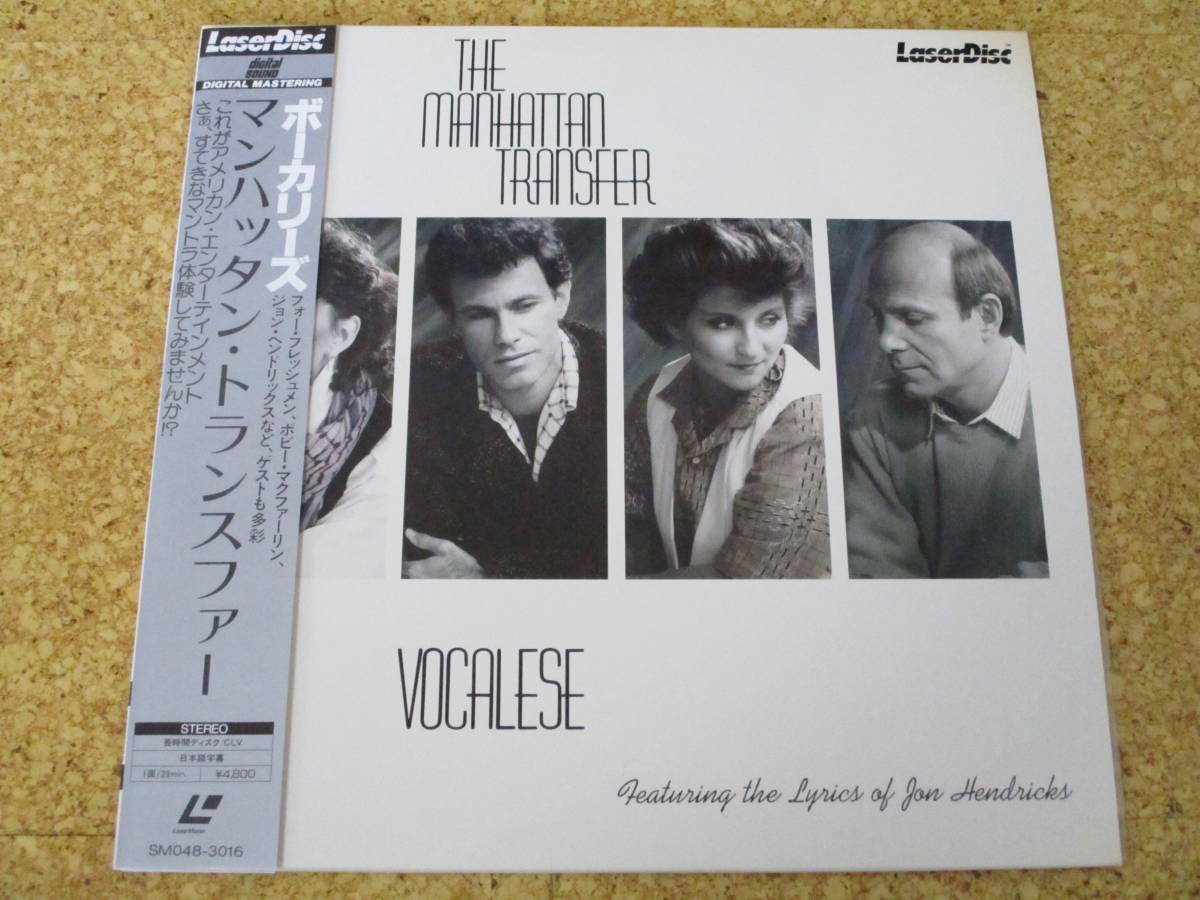 LaserDisc
digital
SOUND
DIGITAL MASTERING
ボーカリーズ
フォー・フレッシュメン、ボビー・マクファーリン、
ジョン・ヘンドリックスなど、ゲストも多彩
マンハッタン・トランスファー
これがアメリカン・エンターティンメント
さぁ、すてきなマントラ体験してみませんか!?
STEREO
長時間ディスク/CLV
日本語字幕
1面/29min.
¥4,800
LaserVision
SM048-3016
THE
MANHATTAN
TRANSFER
LaserDisc
VOCALESE
Featuring the Lyrics of Jon Hendricks